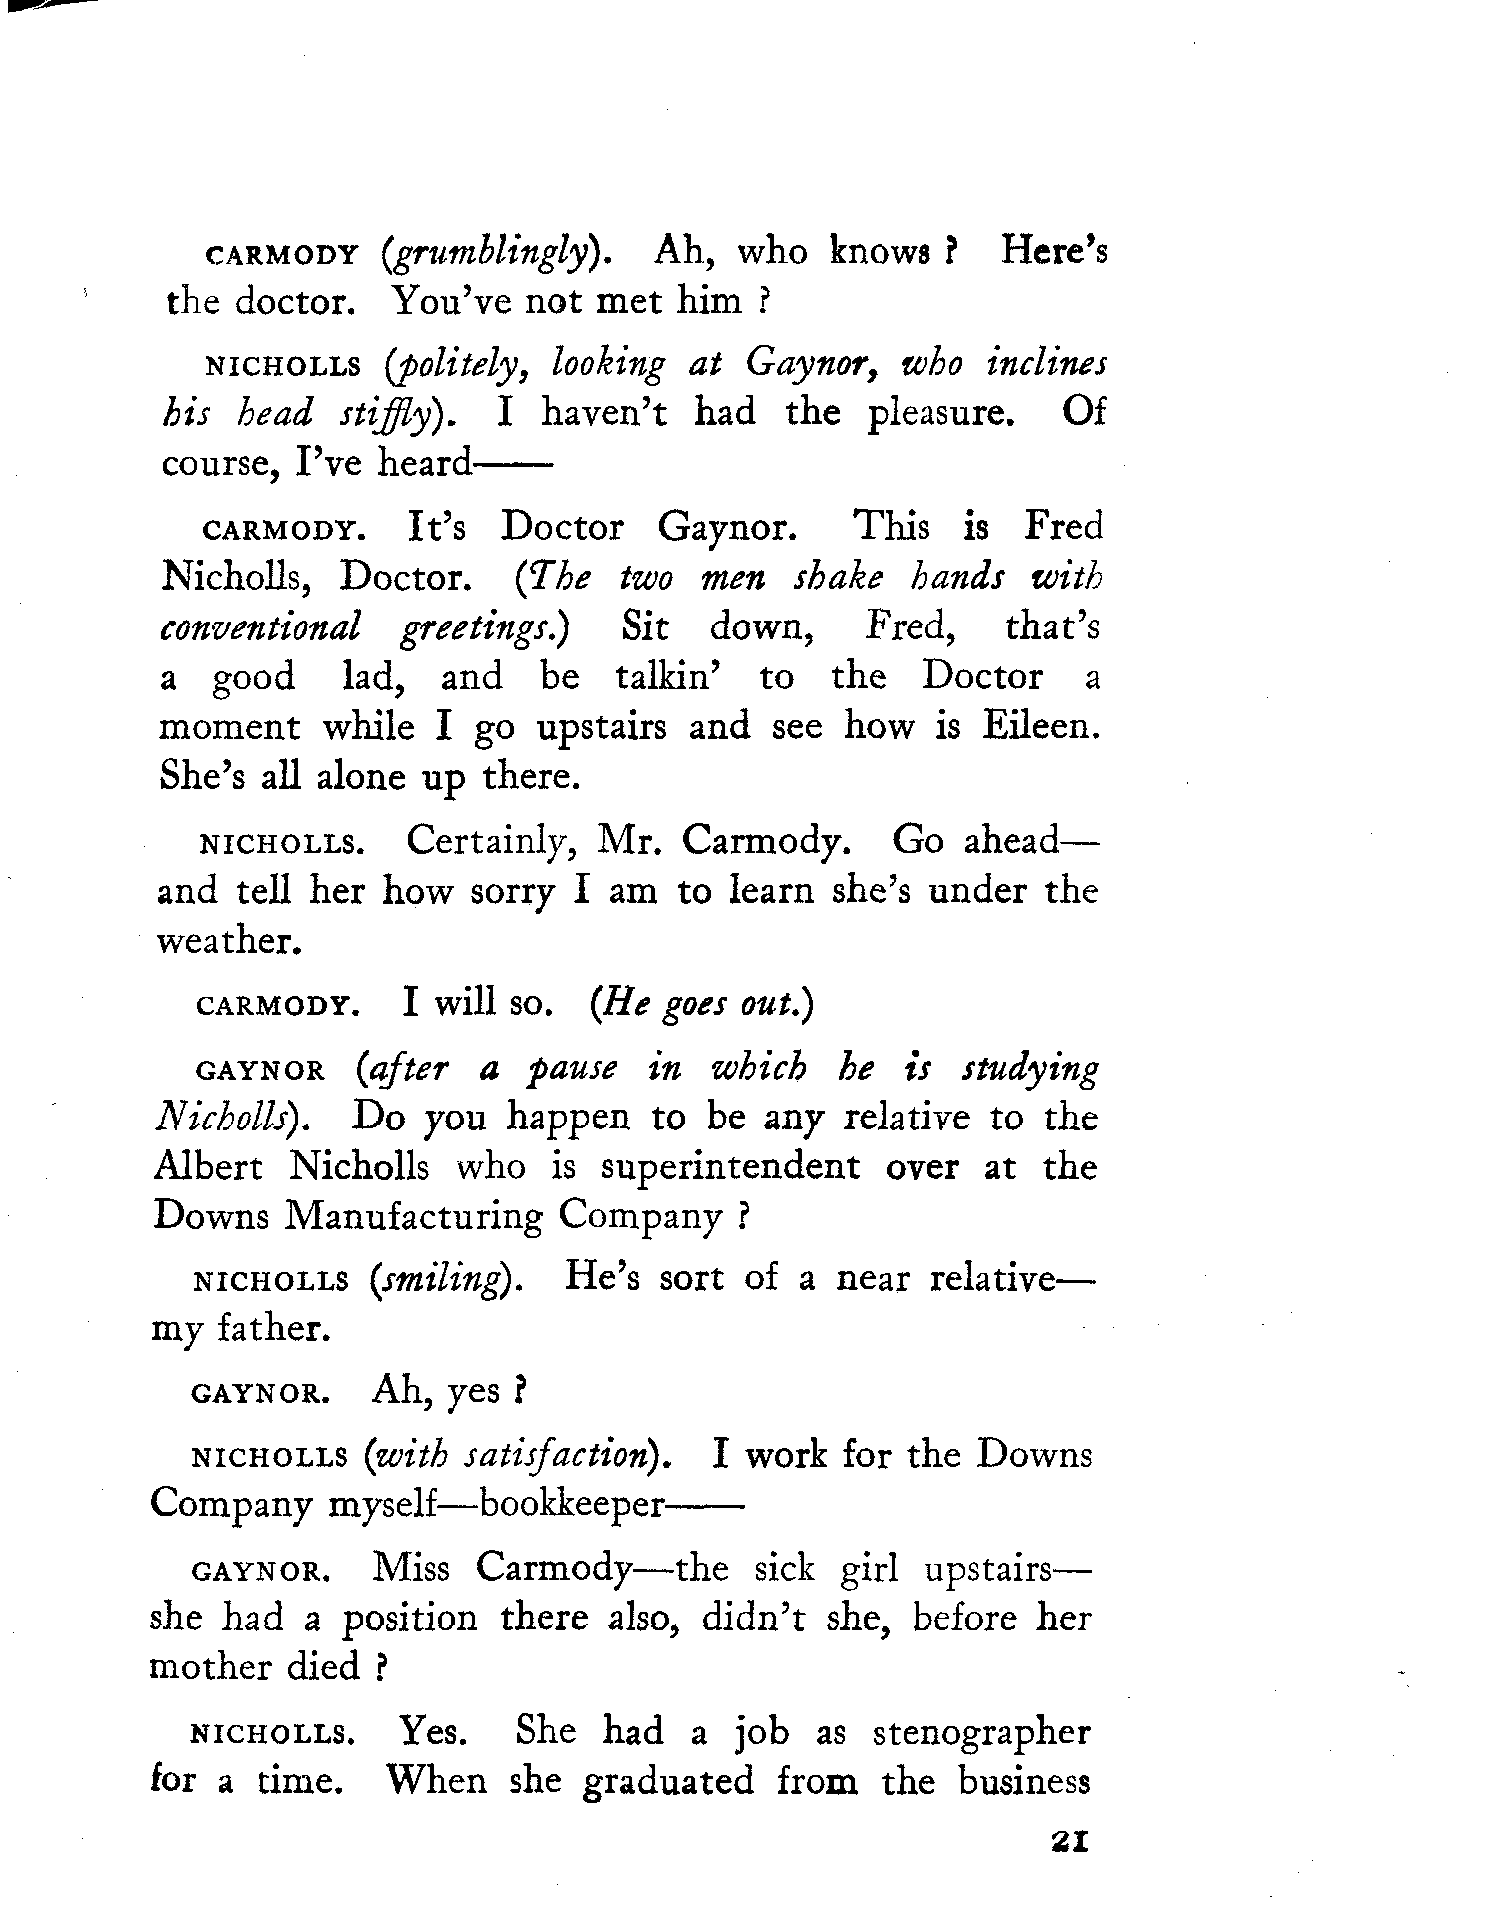 CARMODY (grumblingly). Ah, who knows ? Here's
the doctor. You've not met him ?
NICHOLLS (politely, looking at Gaynor, who inclines
his head stiffly). I haven't had the pleasure. Of
course, I've heard——
CARMODY. It's Doctor Gaynor. This is Fred
Nicholls, Doctor. (The two men shake hands with
conventional greetings.) Sit down, Fred, that's
a good lad, and be talkin' to the Doctor a
moment while I go upstairs and see how is Eileen.
She's all alone up there.
NICHOLLS. Certainly, Mr. Carmody. Go ahead—
and tell her how sorry I am to learn she's under the
weather.
CARMODY. I will so. (He goes out.)
GAYNOR (after a pause in which he is studying
Nicholls). Do you happen to be any relative to the
Albert Nicholls who is superintendent over at the
Downs Manufacturing Company ?
NICHOLLS (smiling). He's sort of a near relative—
my father.
GAYNOR. Ah, yes ?
NICHOLLS (with satisfaction). I work for the Downs
Company myself—bookkeeper——
GAYNOR. Miss Carmody—the sick girl upstairs—
she had a position there also, didn't she, before her
mother died ?
NICHOLLS. Yes. She had a job as stenographer
for a time. When she graduated from the business
21